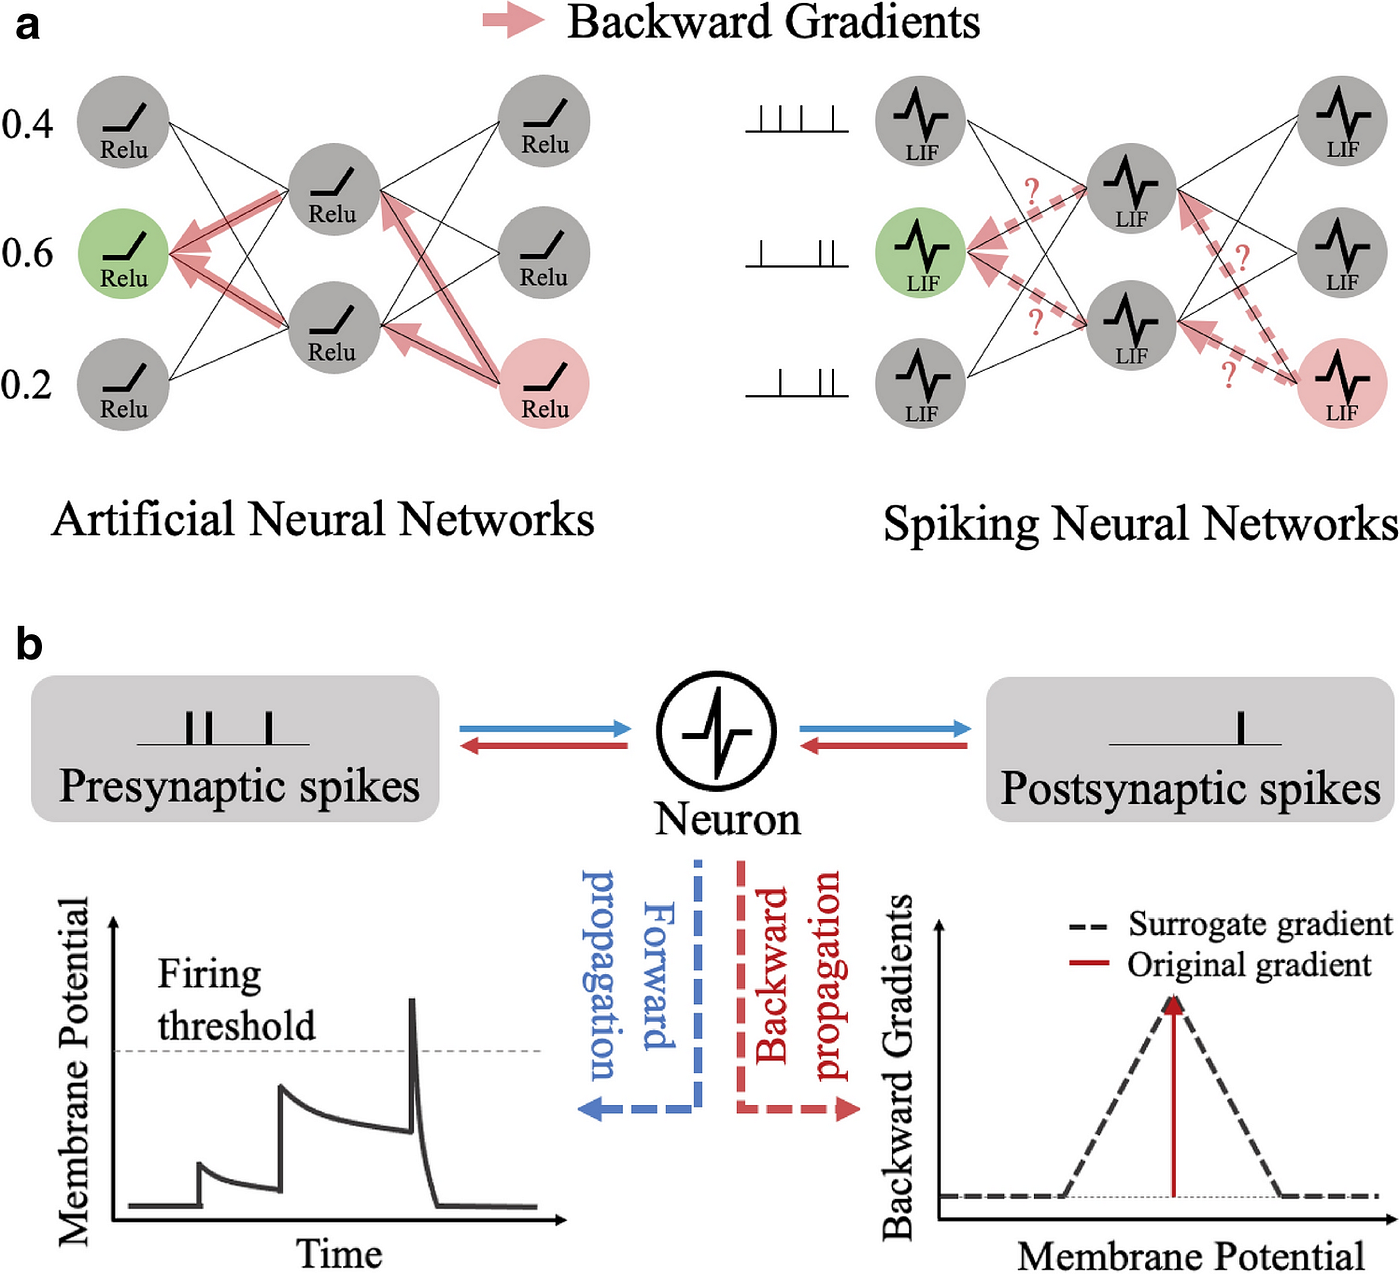 a
Backward Gradients
0.4
Relu
Relu
LIF
LIF
Relu
?
LIF
0.6
Relu
Relu
LIF
?
LIF
Relu
?
LIF
0.2
Relu
Relu
LIF
?
LIF
Artificial Neural Networks
Spiking Neural Networks
b
Presynaptic spikes
Neuron
Postsynaptic spikes
Membrane Potential
Firing
threshold
Time
Forward
propagation
Backward
propagation
Backward Gradients
Surrogate gradient
Original gradient
Membrane Potential